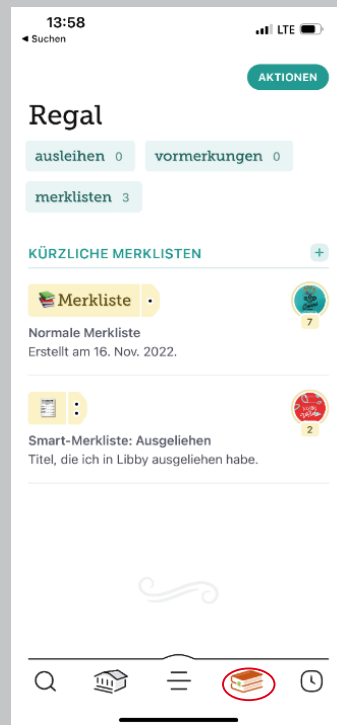 13:58
LTE
◂ Suchen
AKTIONEN
Regal
ausleihen 0
vormerkungen 0
merklisten 3
KÜRZLICHE MERKLISTEN
+
Merkliste
7
Normale Merkliste
Erstellt am 16. Nov. 2022.
2
Smart-Merkliste: Ausgeliehen
Titel, die ich in Libby ausgeliehen habe.